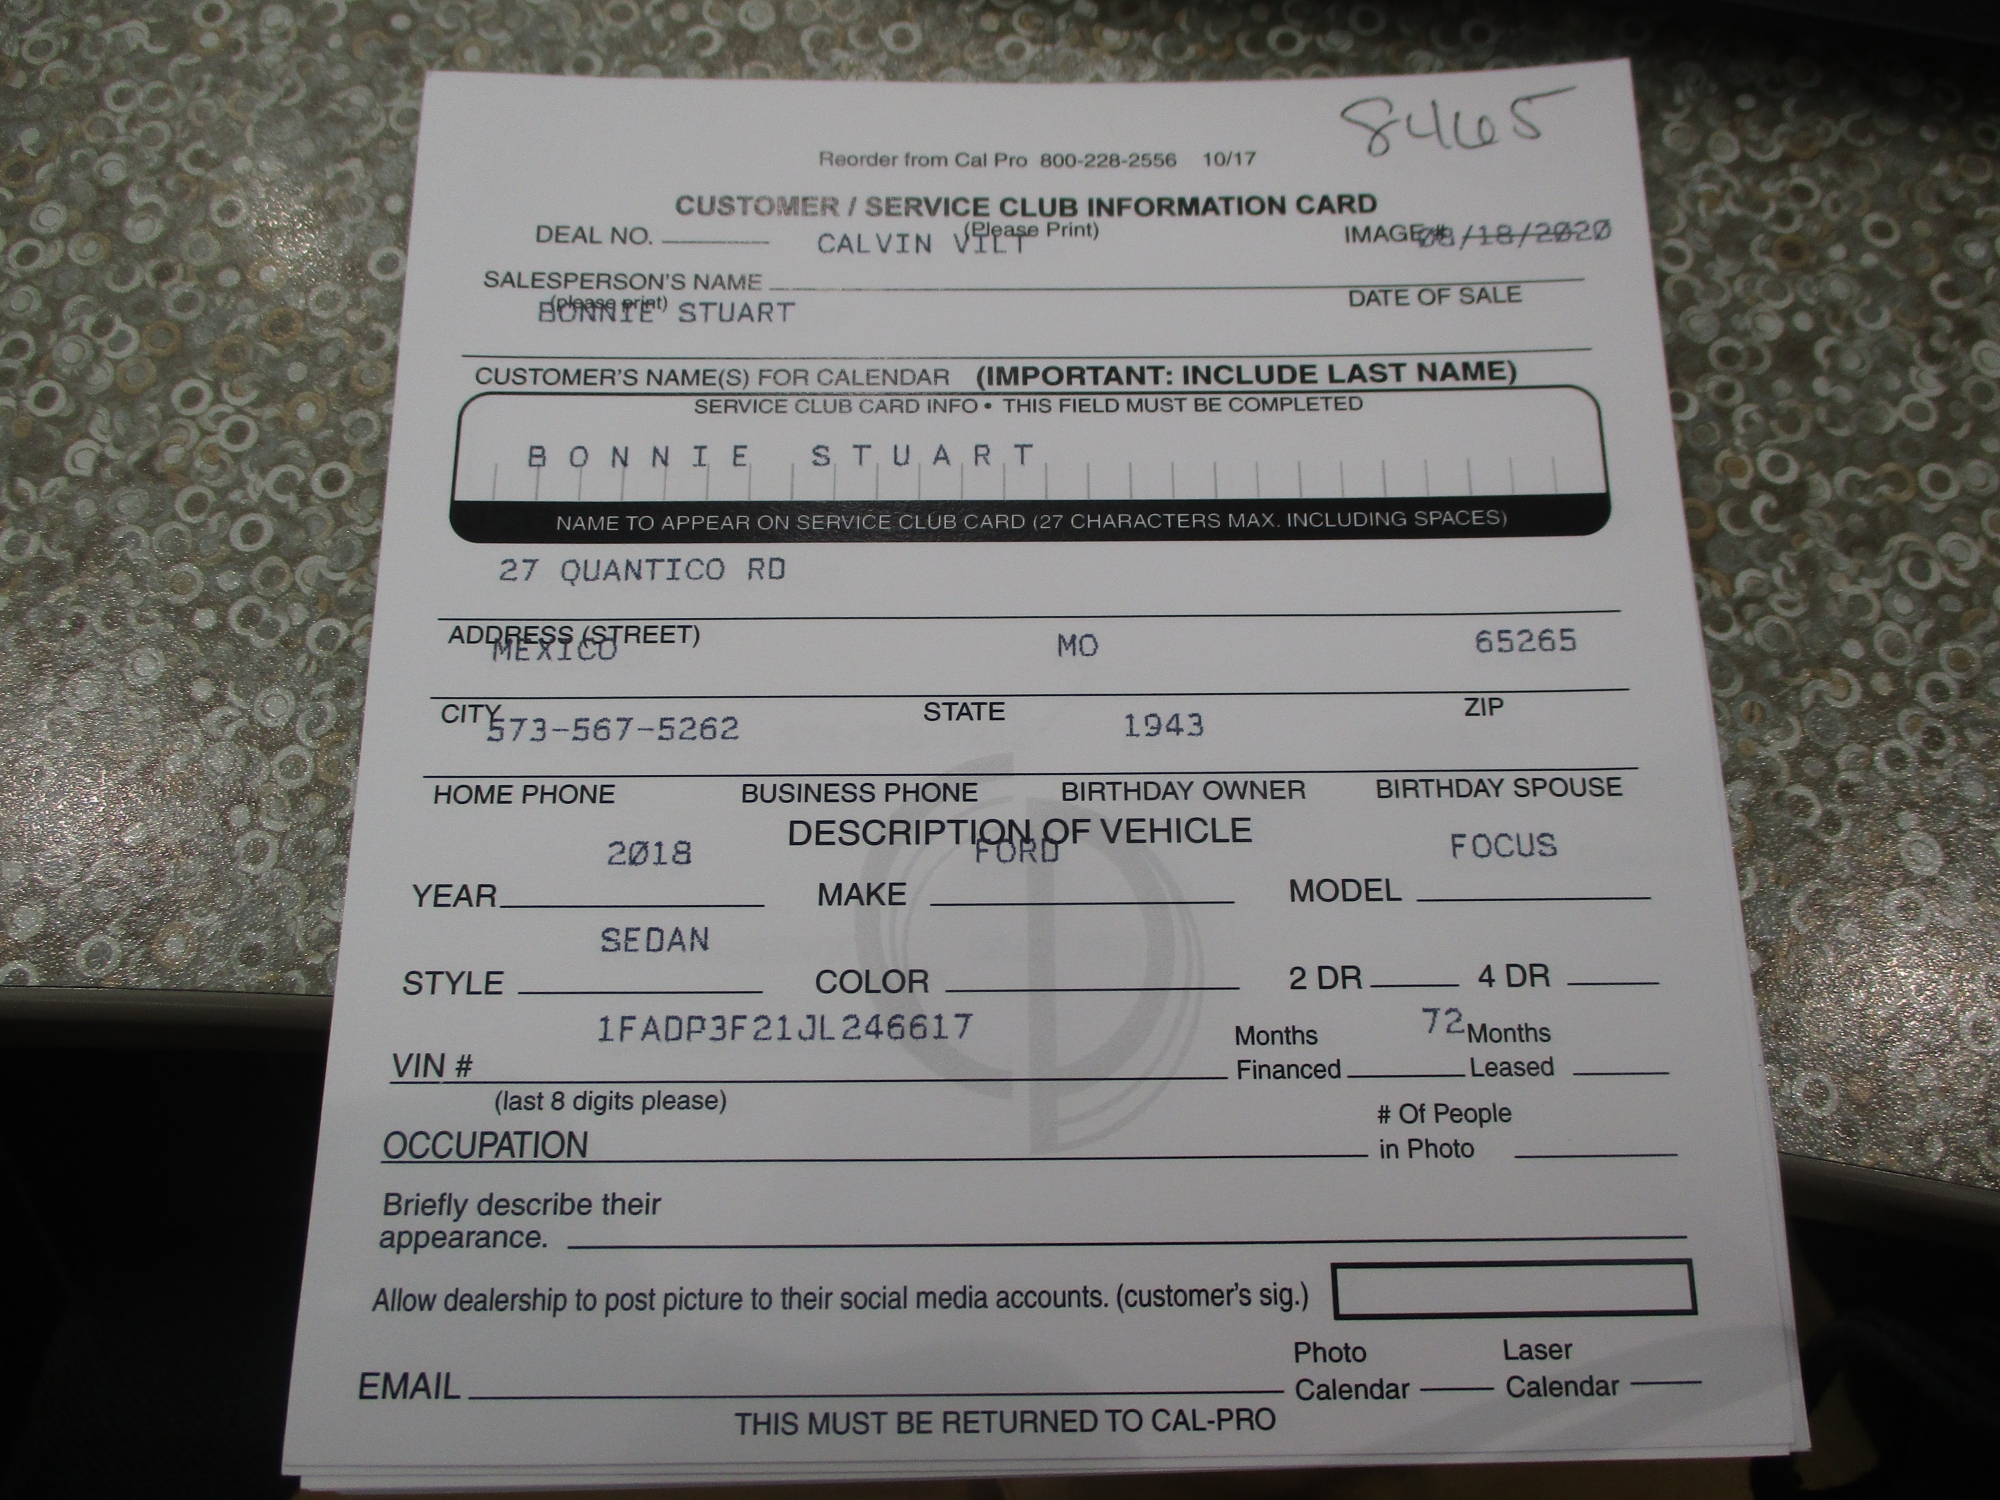 8465
Reorder from Cal Pro 800-228-2556 10/17
CUSTOMER / SERVICE CLUB INFORMATION CARD
(Please Print)
DEAL NO. CALVIN VILT IMAGE# 08/18/2020
SALESPERSON'S NAME
(please print) DATE OF SALE
BONNIE STUART
CUSTOMER'S NAME(S) FOR CALENDAR (IMPORTANT: INCLUDE LAST NAME)
SERVICE CLUB CARD INFO • THIS FIELD MUST BE COMPLETED
BONNIE STUART
NAME TO APPEAR ON SERVICE CLUB CARD (27 CHARACTERS MAX. INCLUDING SPACES)
27 QUANTICO RD
ADDRESS (STREET)
MEXICO MO 65265
CITY STATE ZIP
573-567-5262 1943
HOME PHONE BUSINESS PHONE BIRTHDAY OWNER BIRTHDAY SPOUSE
DESCRIPTION OF VEHICLE
2018 FORD FOCUS
YEAR MAKE MODEL
SEDAN
STYLE COLOR 2 DR 4 DR
1FADP3F21JL246617 72
VIN # Months Financed Months Leased
(last 8 digits please)
OCCUPATION # Of People in Photo
Briefly describe their
appearance.
Allow dealership to post picture to their social media accounts. (customer's sig.)
EMAIL Photo Calendar Laser Calendar
THIS MUST BE RETURNED TO CAL-PRO